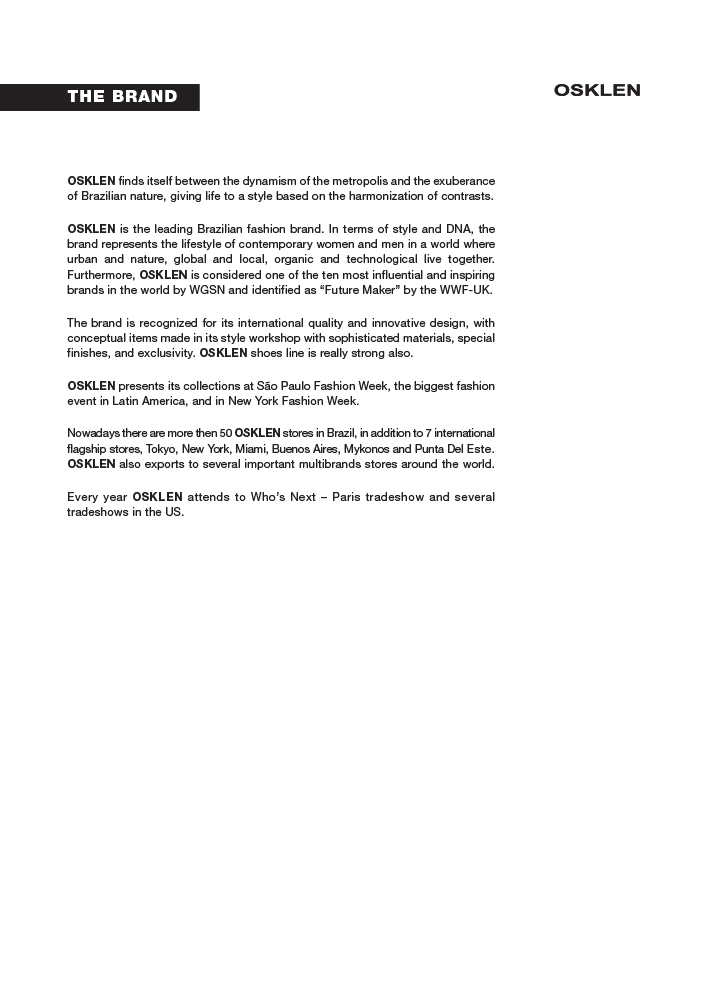 THE BRAND
OSKLEN
OSKLEN finds itself between the dynamism of the metropolis and the exuberance
of Brazilian nature, giving life to a style based on the harmonization of contrasts.
OSKLEN is the leading Brazilian fashion brand. In terms of style and DNA, the
brand represents the lifestyle of contemporary women and men in a world where
urban and nature, global and local, organic and technological live together.
Furthermore, OSKLEN is considered one of the ten most influential and inspiring
brands in the world by WGSN and identified as “Future Maker” by the WWF-UK.
The brand is recognized for its international quality and innovative design, with
conceptual items made in its style workshop with sophisticated materials, special
finishes, and exclusivity. OSKLEN shoes line is really strong also.
OSKLEN presents its collections at São Paulo Fashion Week, the biggest fashion
event in Latin America, and in New York Fashion Week.
Nowadays there are more then 50 OSKLEN stores in Brazil, in addition to 7 international
flagship stores, Tokyo, New York, Miami, Buenos Aires, Mykonos and Punta Del Este.
OSKLEN also exports to several important multibrands stores around the world.
Every year OSKLEN attends to Who’s Next – Paris tradeshow and several
tradeshows in the US.